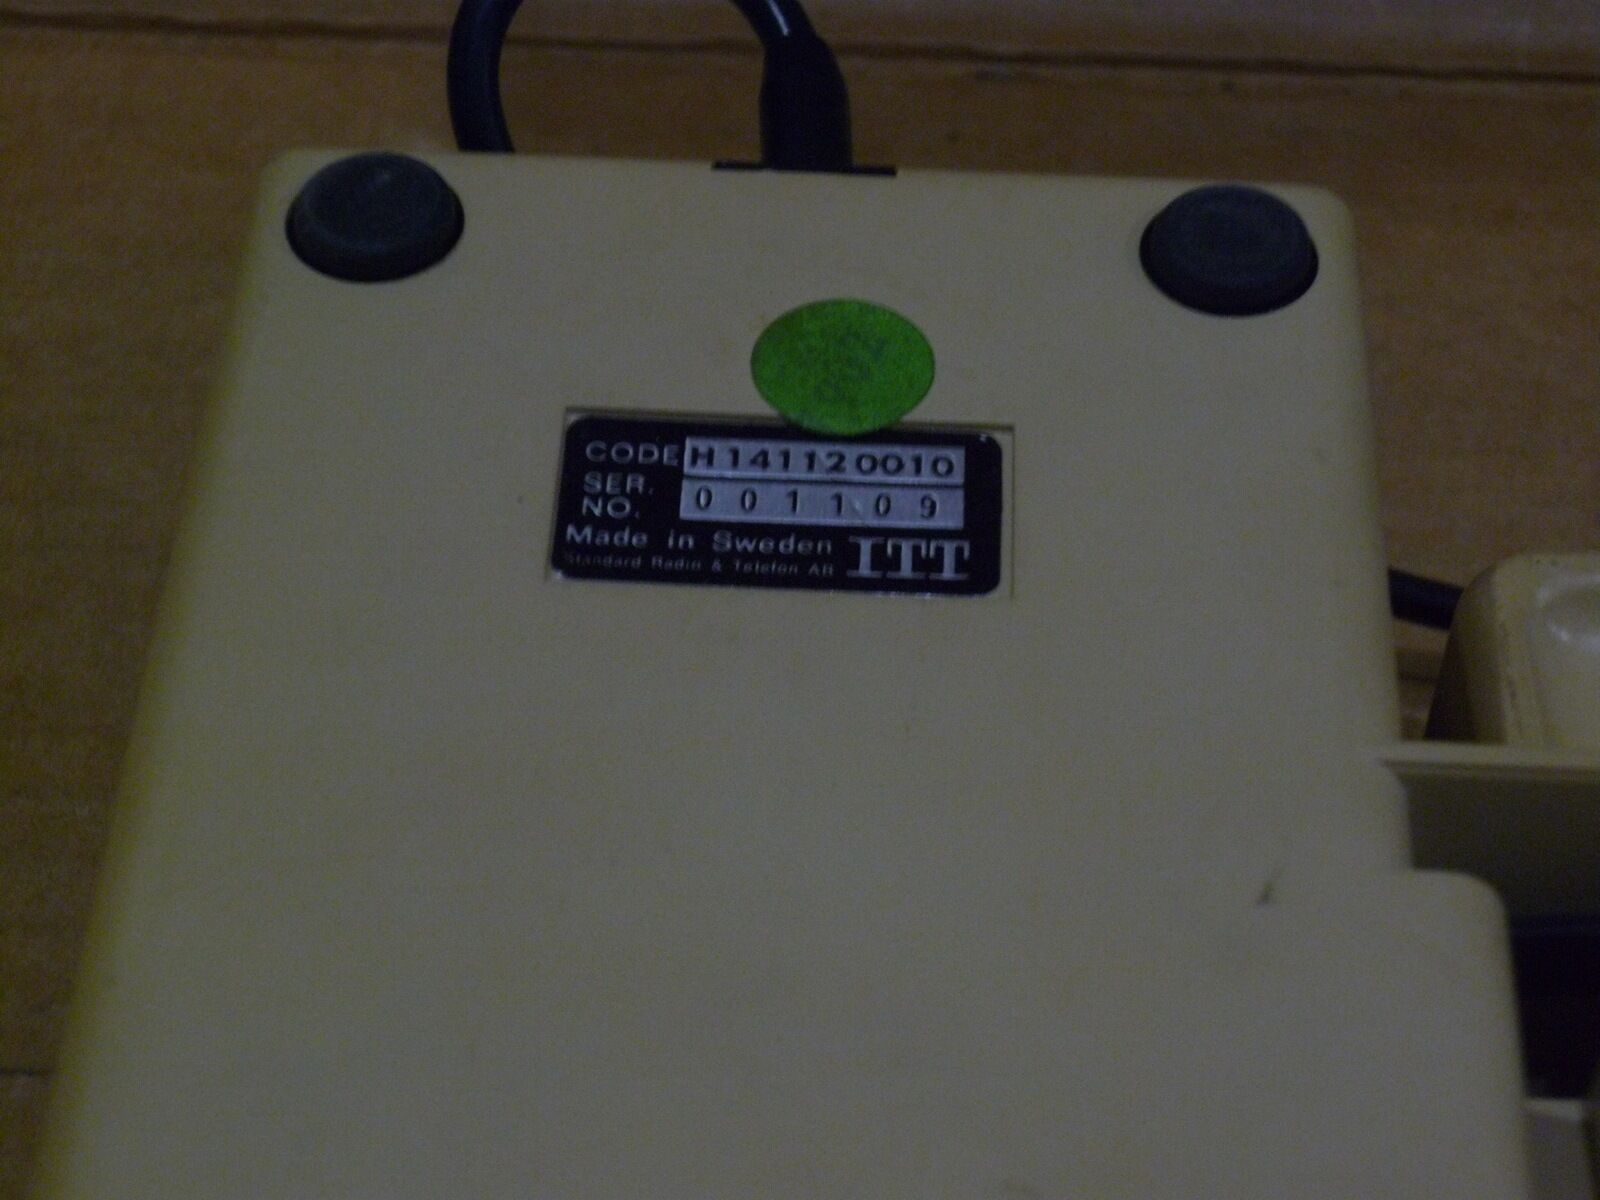 CODE H141120010
SER. NO. 001109
Made in Sweden ITT
Standard Radio & Telefon AB